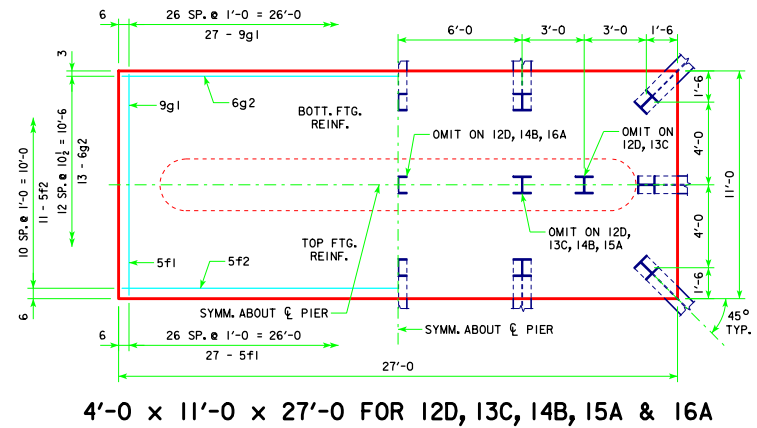 6
26 SP. @ 1'-0 = 26'-0
27 - 9g1
6'-0
3'-0
3'-0
1'-6
3
9g1
6g2
BOTT. FTG.
REINF.
OMIT ON 12D, 14B, 16A
OMIT ON
12D, 13C
1'-6
4'-0
11'-0
4'-0
1'-6
10 SP. @ 1'-0 = 10'-0
11 - 5f2
12 SP. @ 10½ = 10'-6
13 - 6g2
TOP FTG.
REINF.
OMIT ON 12D,
13C, 14B, 15A
5f1
5f2
6
SYMM. ABOUT ℄ PIER
SYMM. ABOUT ℄ PIER
45°
TYP.
6
26 SP. @ 1'-0 = 26'-0
27 - 5f1
27'-0
4'-0 x 11'-0 x 27'-0 FOR 12D, 13C, 14B, 15A & 16A